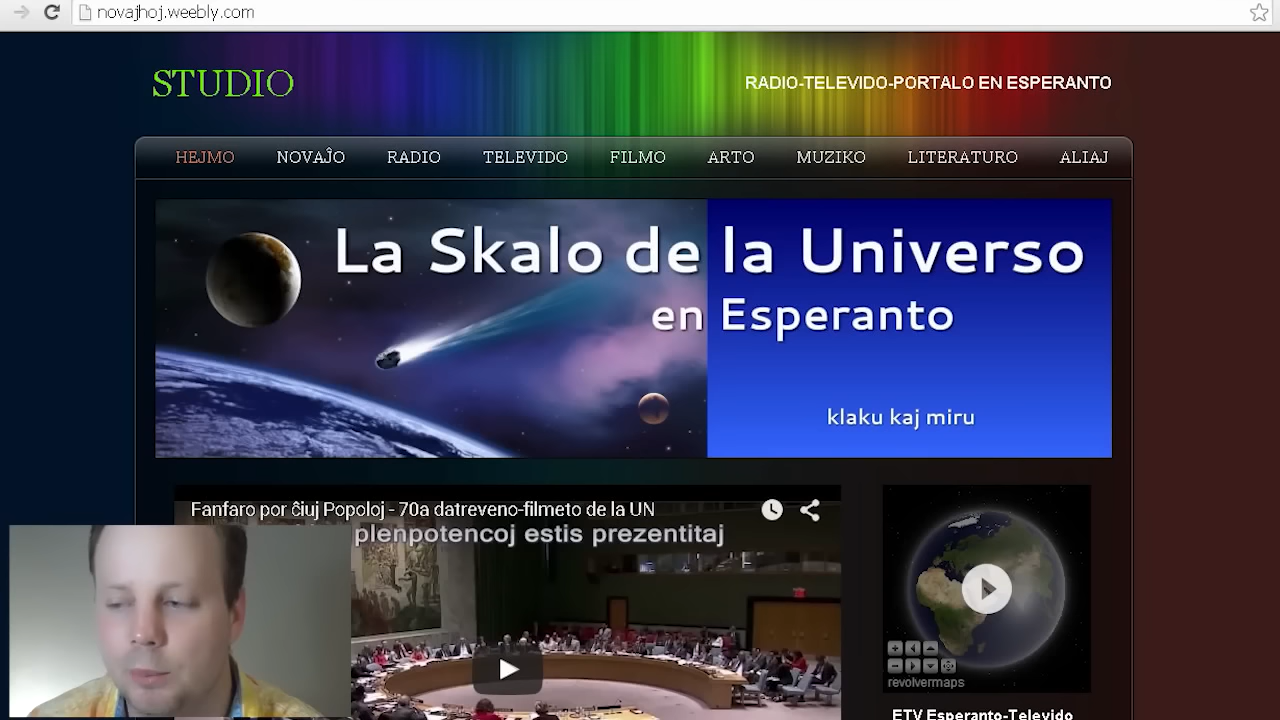 novajhoj.weebly.com
STUDIO
RADIO-TELEVIDO-PORTALO EN ESPERANTO
HEJMO NOVAĴO RADIO TELEVIDO FILMO ARTO MUZIKO LITERATURO ALIAJ
La Skalo de la Universo
en Esperanto
klaku kaj miru
Fanfaro por ĉiuj Popoloj - 70a datreveno-filmeto de la UN
plenpotencoj estis prezentitaj
revolvermaps
ETV Esperanto-Televido